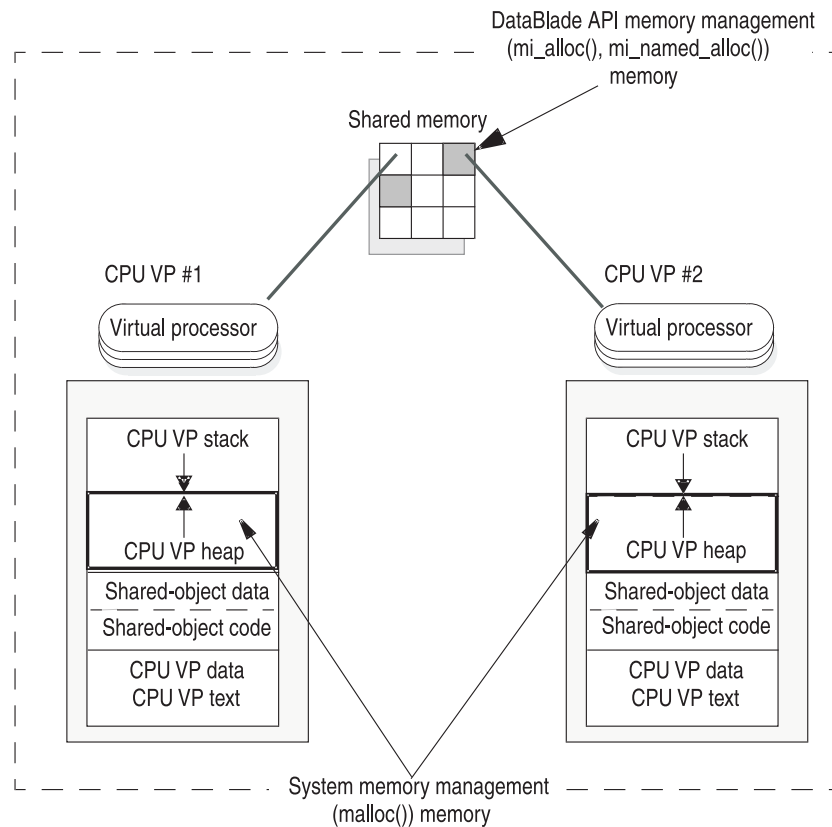 DataBlade API memory management
(mi_alloc(), mi_named_alloc())
memory
Shared memory
CPU VP #1
CPU VP #2
Virtual processor
Virtual processor
CPU VP stack
CPU VP heap
Shared-object data
Shared-object code
CPU VP data
CPU VP text
CPU VP stack
CPU VP heap
Shared-object data
Shared-object code
CPU VP data
CPU VP text
System memory management
(malloc()) memory